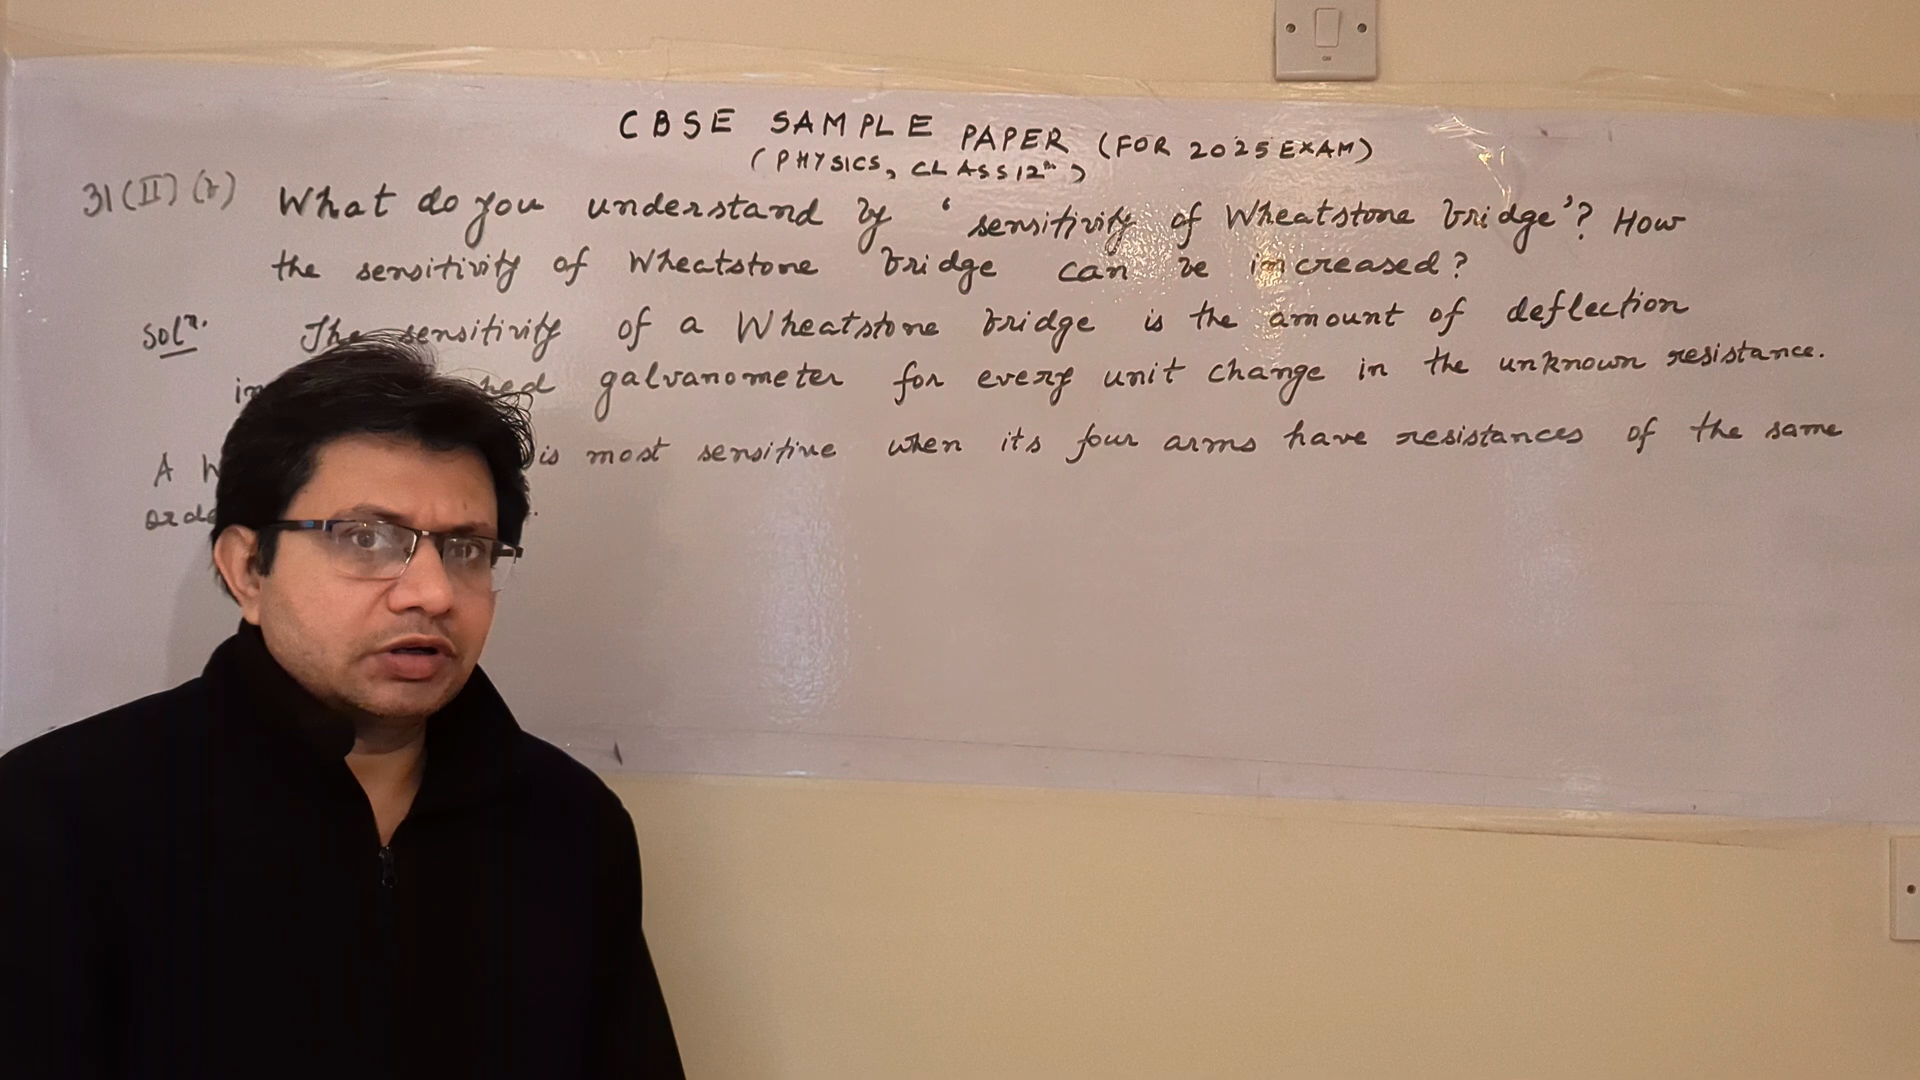 CBSE SAMPLE PAPER (FOR 2025 EXAM)
(PHYSICS, CLASS 12th)
31(II)(b) What do you understand by 'sensitivity of Wheatstone bridge'? How
the sensitivity of Wheatstone bridge can be increased?
Soln. The sensitivity of a Wheatstone bridge is the amount of deflection
galvanometer for every unit change in the unknown resistance.
A is most sensitive when its four arms have resistances of the same